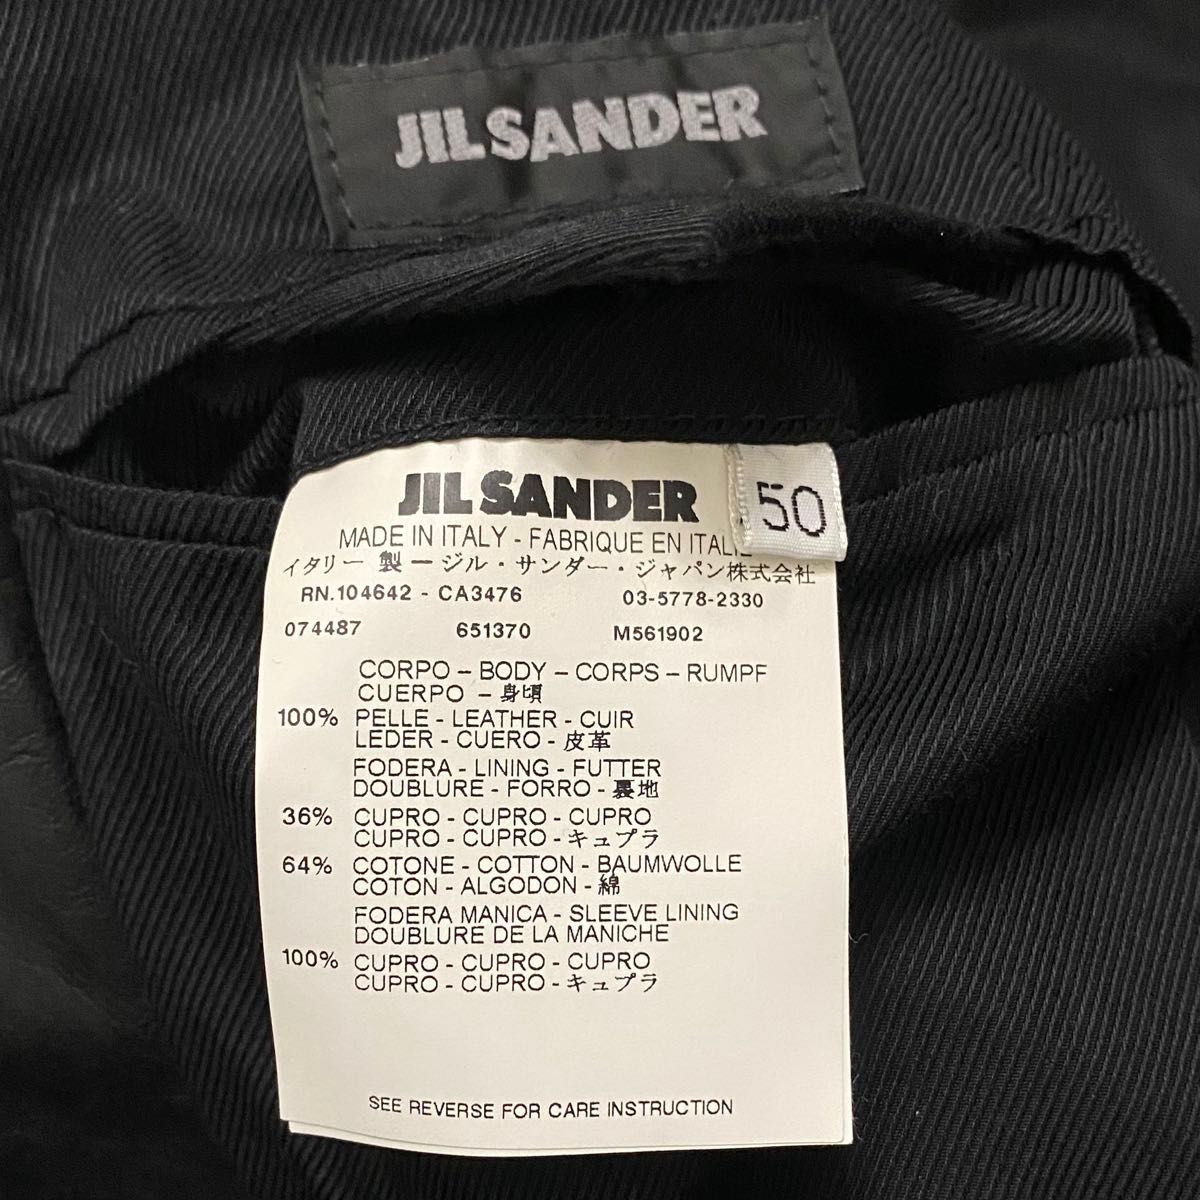 JIL SANDER
JIL SANDER
50
MADE IN ITALY - FABRIQUE EN ITALIE
イタリー 製 ー ジル・サンダー・ジャパン株式会社
RN.104642 - CA3476 03-5778-2330
074487 651370 M561902
CORPO – BODY – CORPS – RUMPF
CUERPO – 身頃
100% PELLE - LEATHER - CUIR
LEDER - CUERO - 皮革
FODERA - LINING - FUTTER
DOUBLURE - FORRO - 裏地
36% CUPRO - CUPRO - CUPRO
CUPRO - CUPRO - キュプラ
64% COTONE - COTTON - BAUMWOLLE
COTON - ALGODON - 綿
FODERA MANICA - SLEEVE LINING
DOUBLURE DE LA MANICHE
100% CUPRO - CUPRO - CUPRO
CUPRO - CUPRO - キュプラ
SEE REVERSE FOR CARE INSTRUCTION